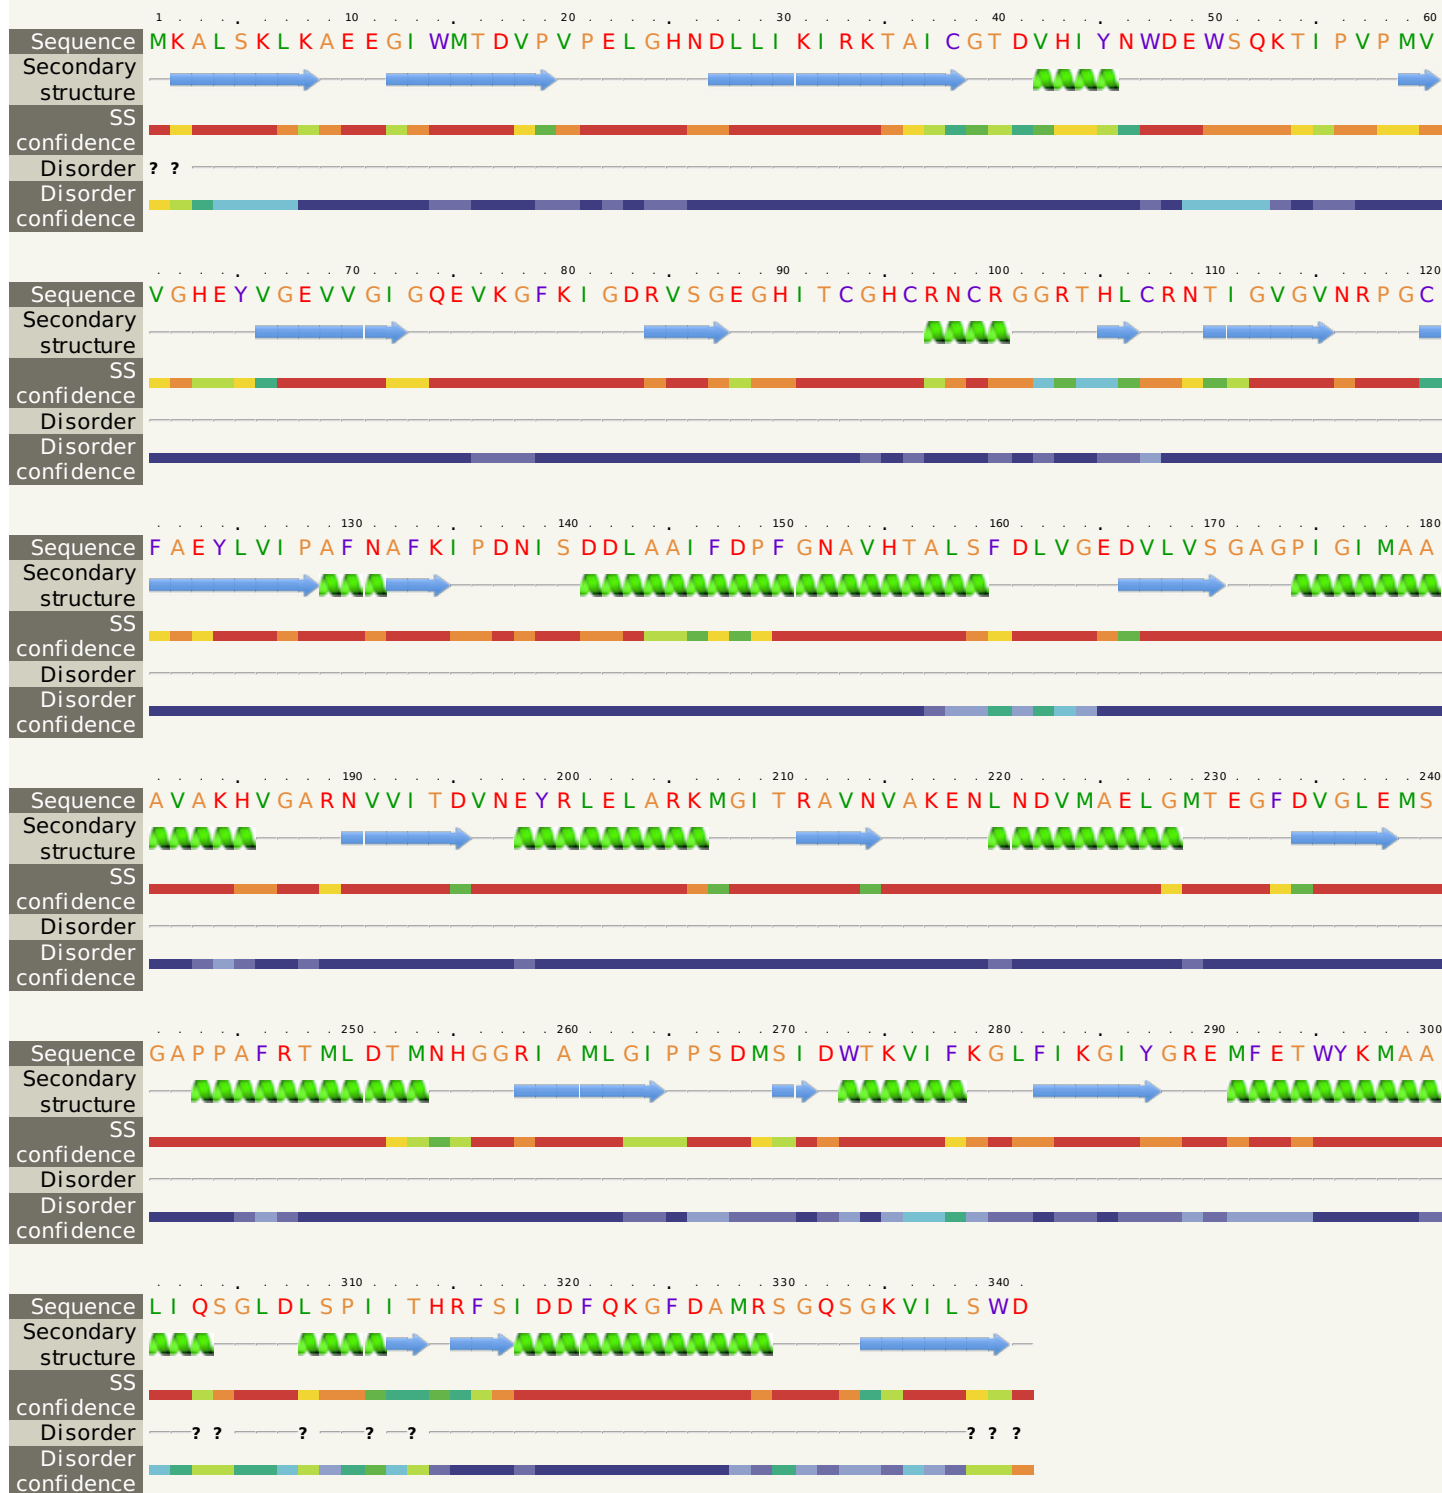 1 . . . . . . 10 . . . . . . . 20 . . . . . . . 30 . . . . . . . 40 . . . . . . . 50 . . . . . . . 60
Sequence MKALSKLKAEEGIWMTDVPVPELGHNDLLIKIRKTAICGTDVHIYNWDEWSQKTIPVPMV
Secondary
structure
SS
confidence
Disorder ? ?
Disorder
confidence
. . . . . . . 70 . . . . . . . 80 . . . . . . . 90 . . . . . . . 100 . . . . . . . 110 . . . . . . . 120
Sequence VGHEYVGEVVGIGQEVKGFKIGDRVSGEGHITCGHCRNCRGGRTHLCRNTIGVGVNRPGC
Secondary
structure
SS
confidence
Disorder
Disorder
confidence
. . . . . . . 130 . . . . . . . 140 . . . . . . . 150 . . . . . . . 160 . . . . . . . 170 . . . . . . . 180
Sequence FAEYLVIPAFNAFKIPDNISDDLAAIFDPFGNAVHTALSFDLVGEDVLVSGAGPIGIMAA
Secondary
structure
SS
confidence
Disorder
Disorder
confidence
. . . . . . . 190 . . . . . . . 200 . . . . . . . 210 . . . . . . . 220 . . . . . . . 230 . . . . . . . 240
Sequence AVAKHVGARNVVITDVNEYRLELARKMGITRAVNVAKENLNDVMAELGMTEGFDVGLEMS
Secondary
structure
SS
confidence
Disorder
Disorder
confidence
. . . . . . . 250 . . . . . . . 260 . . . . . . . 270 . . . . . . . 280 . . . . . . . 290 . . . . . . . 300
Sequence GAPPAFRTMLDTMNHGGRIAMLGIPPSDMSIDWTKVIFKGLFIKGIYGREMFETWYKMAA
Secondary
structure
SS
confidence
Disorder
Disorder
confidence
. . . . . . . 310 . . . . . . . 320 . . . . . . . 330 . . . . . . . 340 .
Sequence LIQSGLDLSPIITHRFSIDDFQKGFDAMRSGQSGKVILSWD
Secondary
structure
SS
confidence
Disorder ? ? ? ? ? ? ? ?
Disorder
confidence